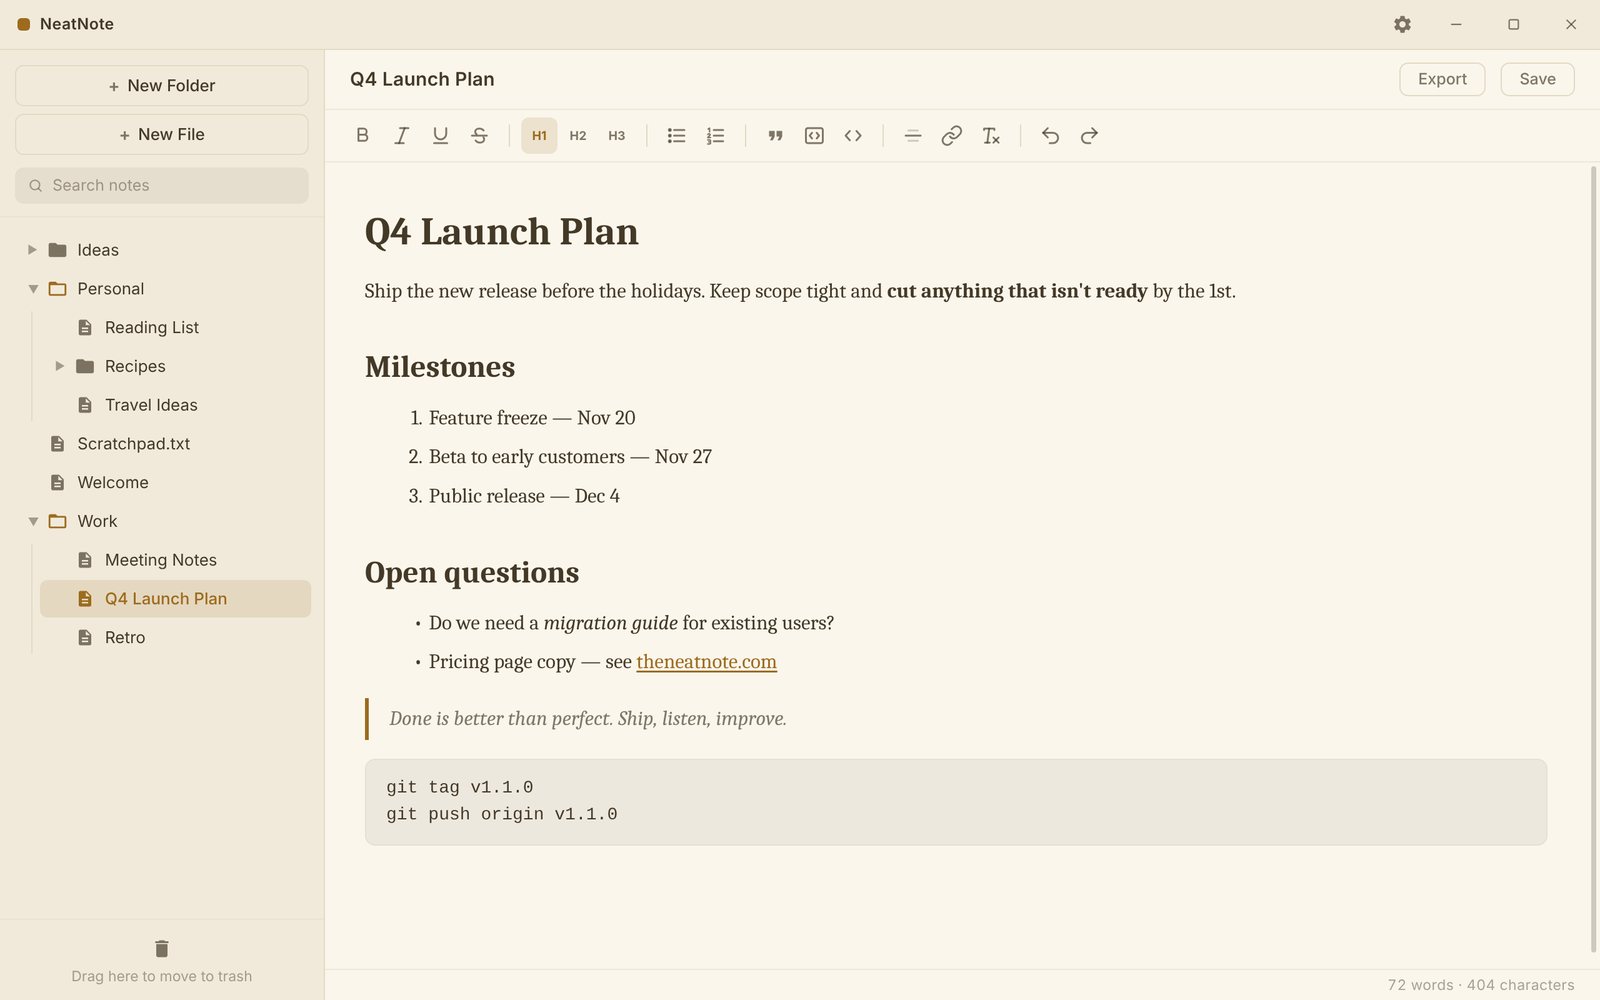 NeatNote
+ New Folder
+ New File
Search notes
Ideas
Personal
Reading List
Recipes
Travel Ideas
Scratchpad.txt
Welcome
Work
Meeting Notes
Q4 Launch Plan
Retro
Drag here to move to trash
Q4 Launch Plan
Export
Save
B I U S H1 H2 H3
Q4 Launch Plan
Ship the new release before the holidays. Keep scope tight and cut anything that isn't ready by the 1st.
Milestones
1. Feature freeze — Nov 20
2. Beta to early customers — Nov 27
3. Public release — Dec 4
Open questions
• Do we need a migration guide for existing users?
• Pricing page copy — see theneatnote.com
Done is better than perfect. Ship, listen, improve.
git tag v1.1.0
git push origin v1.1.0
72 words · 404 characters